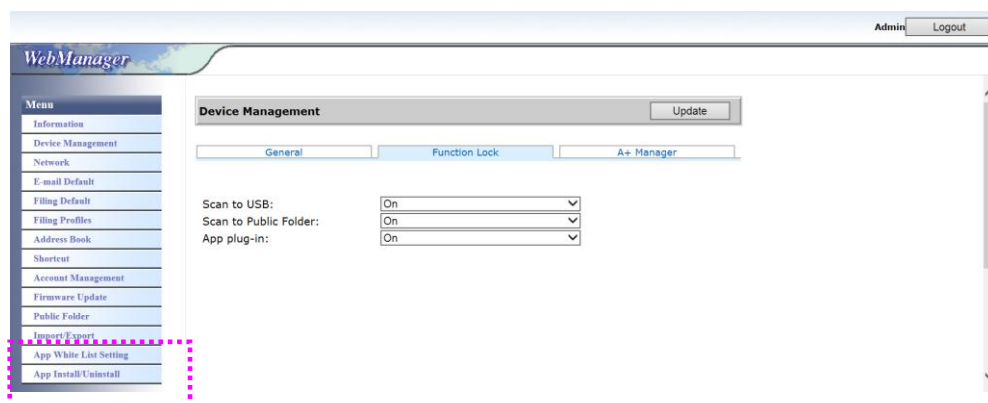 Admin Logout
WebManager
Menu
Information
Device Management
Network
E-mail Default
Filing Default
Filing Profiles
Address Book
Shortcut
Account Management
Firmware Update
Public Folder
Import/Export
App White List Setting
App Install/Uninstall
Device Management Update
General Function Lock A+ Manager
Scan to USB: On
Scan to Public Folder: On
App plug-in: On